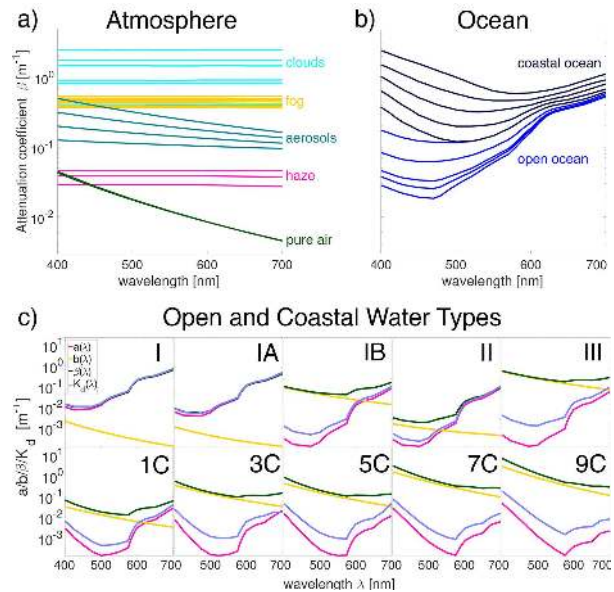 a) Atmosphere
Attenuation coefficient β [m⁻¹]
10⁰
10⁻¹
10⁻²
clouds
fog
aerosols
haze
pure air
400 500 600 700
wavelength [nm]
b) Ocean
coastal ocean
open ocean
400 500 600 700
wavelength [nm]
c) Open and Coastal Water Types
a/b/β/K_d [m⁻¹]
10¹
10⁰
10⁻¹
10⁻²
10⁻³
a(λ)
b(λ)
β(λ)
K_d(λ)
I IA IB II III
10¹
10⁰
10⁻¹
10⁻²
10⁻³
1C 3C 5C 7C 9C
400 500 600 700 500 600 700 500 600 700 500 600 700 500 600 700
wavelength λ [nm]